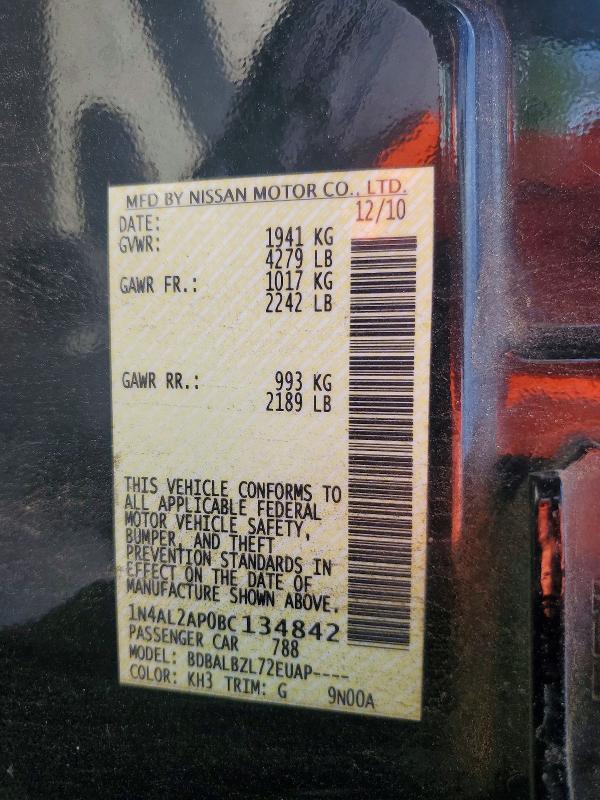 MFD BY NISSAN MOTOR CO., LTD.
DATE: 12/10
GVWR: 1941 KG
4279 LB
GAWR FR.: 1017 KG
2242 LB
GAWR RR.: 993 KG
2189 LB
THIS VEHICLE CONFORMS TO
ALL APPLICABLE FEDERAL
MOTOR VEHICLE SAFETY,
BUMPER, AND THEFT
PREVENTION STANDARDS IN
EFFECT ON THE DATE OF
MANUFACTURE SHOWN ABOVE.
1N4AL2AP0BC134842
PASSENGER CAR 788
MODEL: BDBALBZL72EUAP----
COLOR: KH3 TRIM: G 9N00A